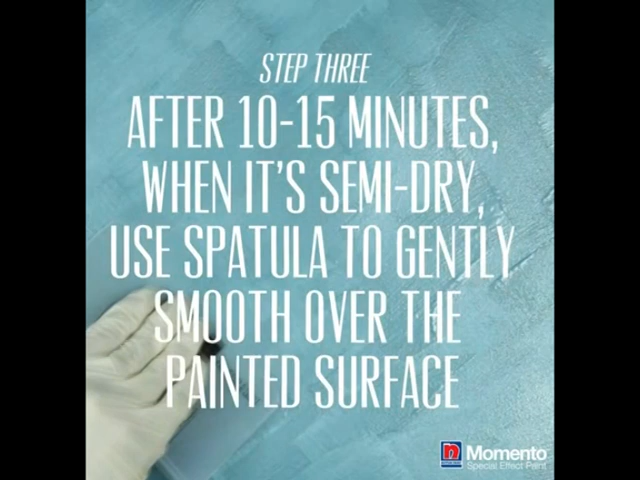 STEP THREE
AFTER 10-15 MINUTES,
WHEN IT'S SEMI-DRY,
USE SPATULA TO GENTLY
SMOOTH OVER THE
PAINTED SURFACE
Momento
Special Effect Paint